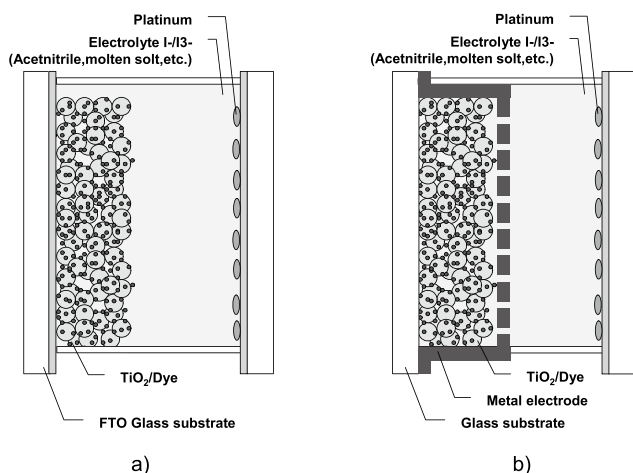 Platinum
Electrolyte I-/I3-
(Acetnitrile,molten solt,etc.)
TiO₂/Dye
FTO Glass substrate
a)
Platinum
Electrolyte I-/I3-
(Acetnitrile,molten solt,etc.)
TiO₂/Dye
Metal electrode
Glass substrate
b)